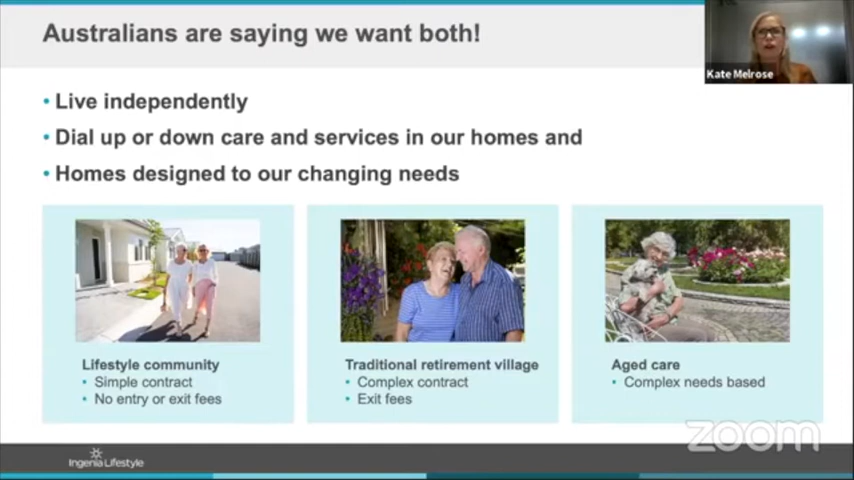 Australians are saying we want both!
Kate Melrose
• Live independently
• Dial up or down care and services in our homes and
• Homes designed to our changing needs
Lifestyle community
• Simple contract
• No entry or exit fees
Traditional retirement village
• Complex contract
• Exit fees
Aged care
• Complex needs based
zoom
Ingenia Lifestyle